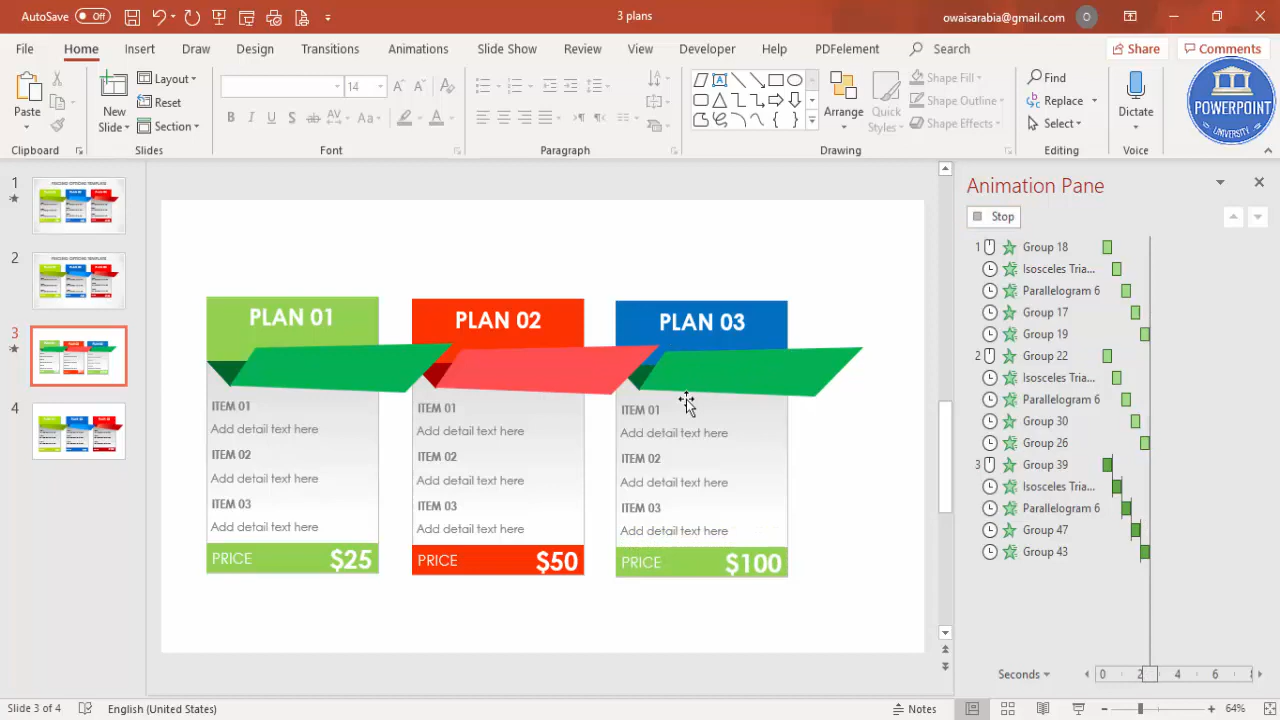 AutoSave Off
3 plans
owaisarabia@gmail.com O
File Home Insert Draw Design Transitions Animations Slide Show Review View Developer Help PDFelement Search Share Comments
Paste
New Slide
Layout
Reset
Section
14
B I U S ab AV Aa A
Arrange
Quick Styles
Shape Fill
Shape Outline
Shape Effects
Find
Replace
Select
Dictate
POWERPOINT
UNIVERSITY
Clipboard Slides Font Paragraph Drawing Editing Voice
1
2
3
4
PLAN 01
ITEM 01
Add detail text here
ITEM 02
Add detail text here
ITEM 03
Add detail text here
PRICE $25
PLAN 02
ITEM 01
Add detail text here
ITEM 02
Add detail text here
ITEM 03
Add detail text here
PRICE $50
PLAN 03
ITEM 01
Add detail text here
ITEM 02
Add detail text here
ITEM 03
Add detail text here
PRICE $100
Animation Pane
Stop
1 Group 18
Isosceles Tria...
Parallelogram 6
Group 17
Group 19
2 Group 22
Isosceles Tria...
Parallelogram 6
Group 30
Group 26
3 Group 39
Isosceles Tria...
Parallelogram 6
Group 47
Group 43
Seconds 0 2 4 6
Slide 3 of 4 English (United States) Notes 64%